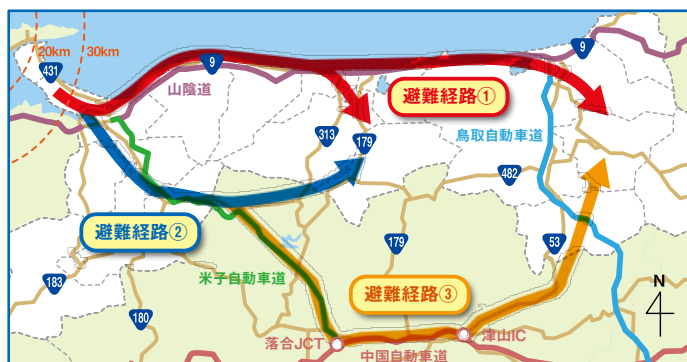 20km
30km
431
9
9
山陰道
避難経路①
鳥取自動車道
313
179
482
避難経路②
179
53
183
米子自動車道
避難経路③
N
180
落合JCT
津山IC
中国自動車道